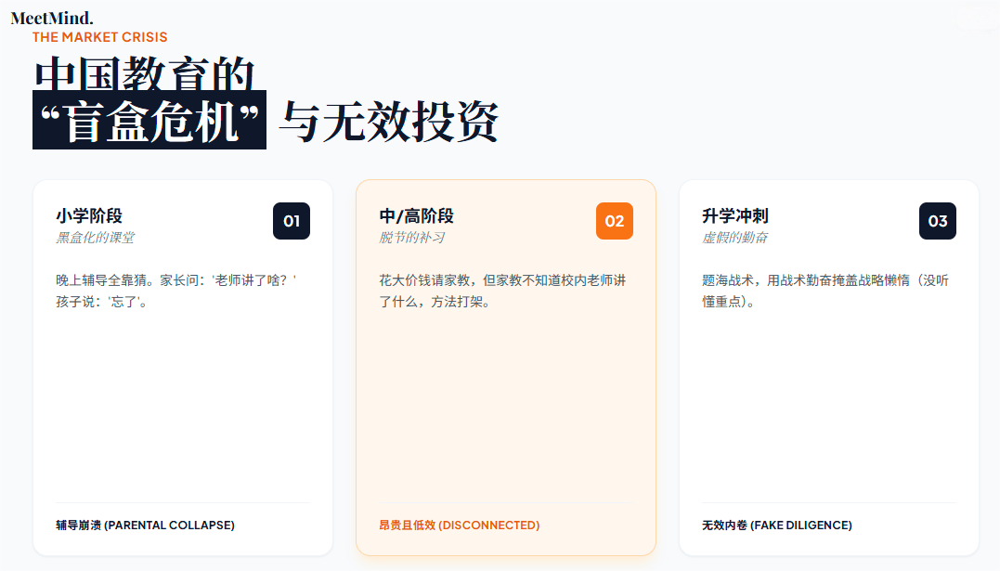 MeetMind.
THE MARKET CRISIS
中国教育的
“盲盒危机” 与无效投资
小学阶段
01
黑盒化的课堂
晚上辅导全靠猜。家长问：'老师讲了啥？'
孩子说：'忘了'。
辅导崩溃 (PARENTAL COLLAPSE)
中/高阶段
02
脱节的补习
花大价钱请家教，但家教不知道校内老师讲
了什么，方法打架。
昂贵且低效 (DISCONNECTED)
升学冲刺
03
虚假的勤奋
题海战术，用战术勤奋掩盖战略懒惰（没听
懂重点）。
无效内卷 (FAKE DILIGENCE)